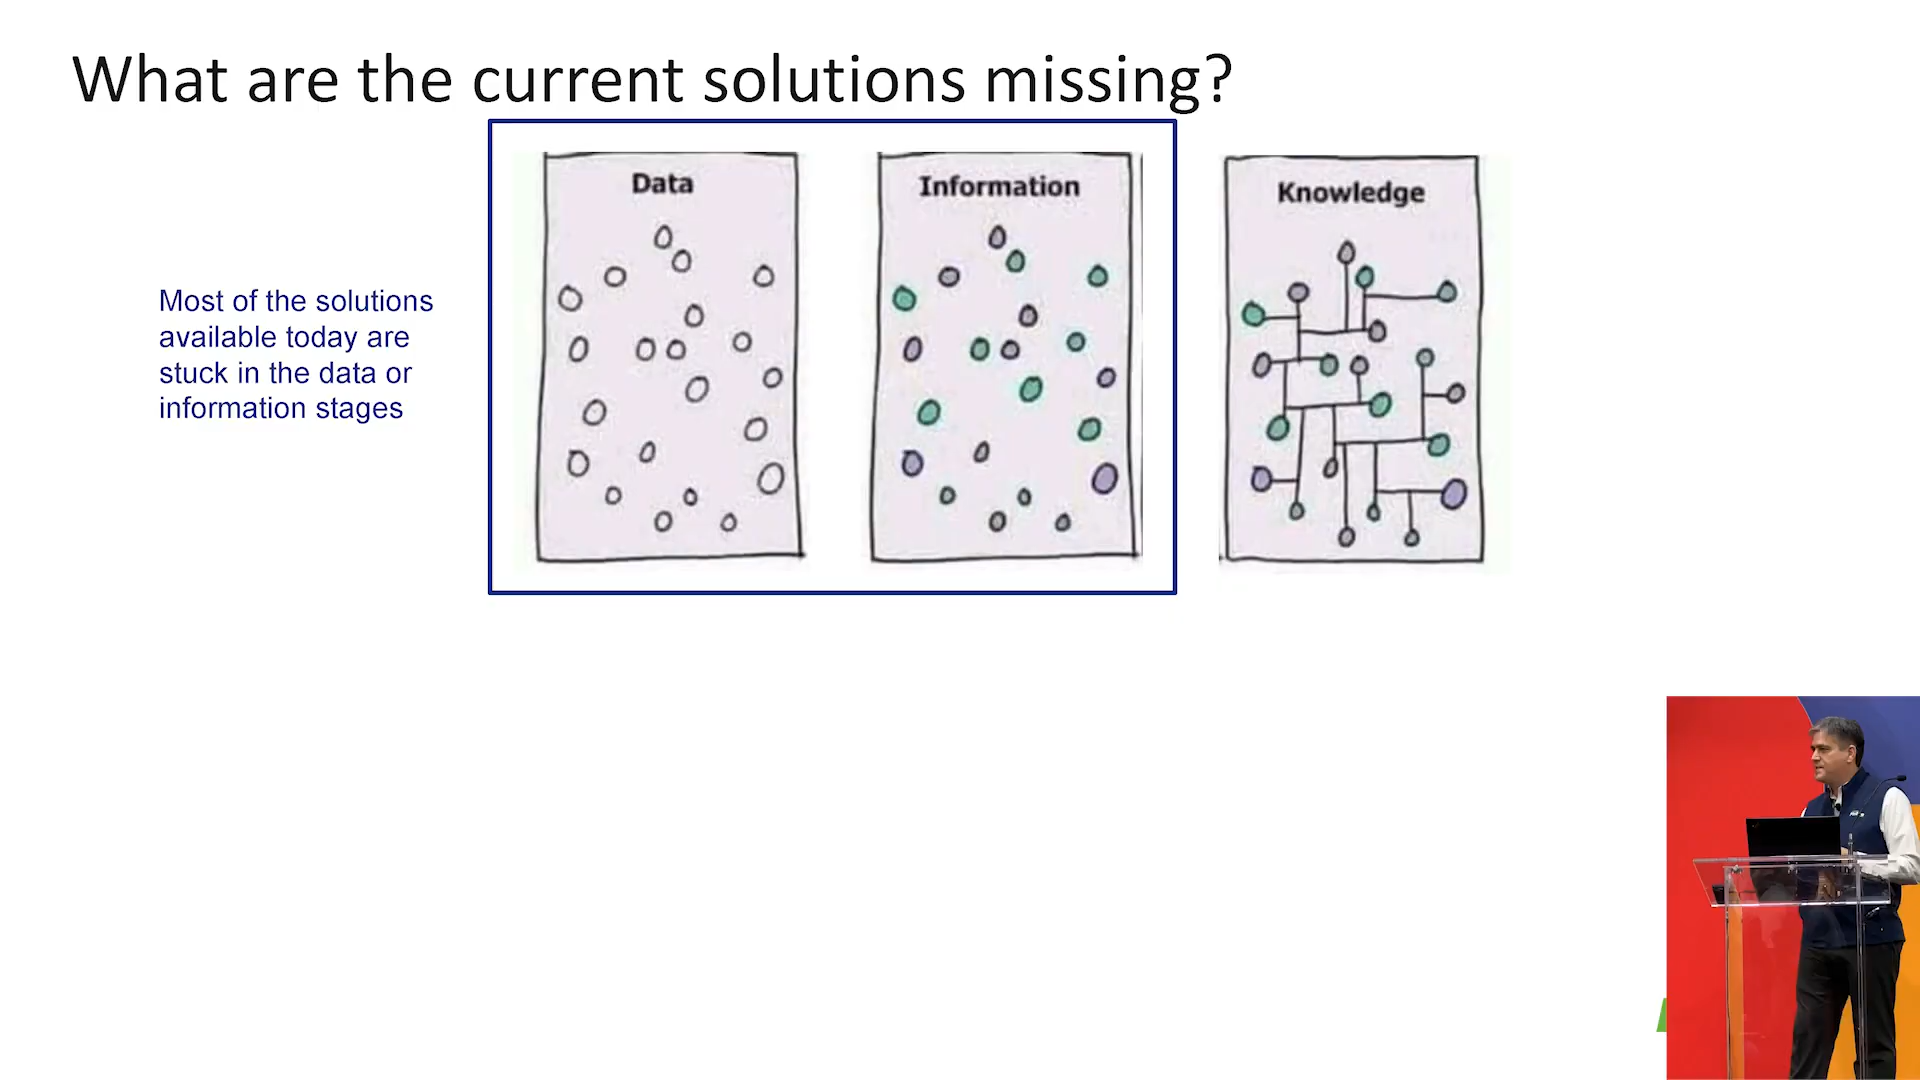 What are the current solutions missing?
Data
Information
Knowledge
Most of the solutions
available today are
stuck in the data or
information stages